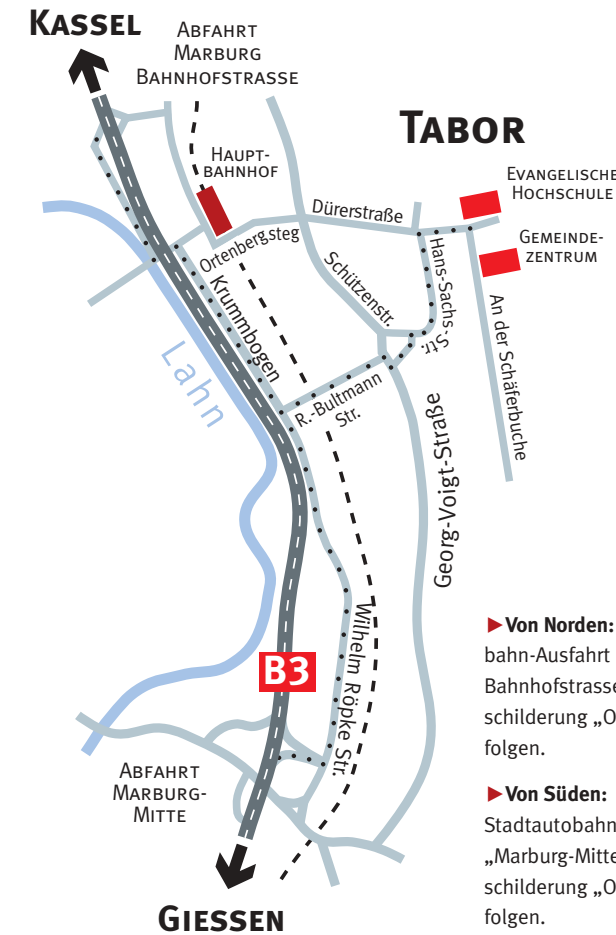 KASSEL
ABFAHRT
MARBURG
BAHNHOFSTRASSE
TABOR
HAUPT-
BAHNHOF
EVANGELISCHE
HOCHSCHULE
Dürerstraße
Ortenbergsteg
GEMEINDE-
ZENTRUM
Hans-Sachs-
Str.
Schützenstr.
Krummbogen
An der Schäferbuche
Lahn
R.-Bultmann
Str.
Georg-Voigt-Straße
Wilhelm Röpke Str.
B3
►Von Norden:
bahn-Ausfahrt
Bahnhofstrasse
schilderung „O
folgen.
ABFAHRT
MARBURG-
MITTE
►Von Süden:
Stadtautobahn
„Marburg-Mitte
schilderung „O
folgen.
GIESSEN